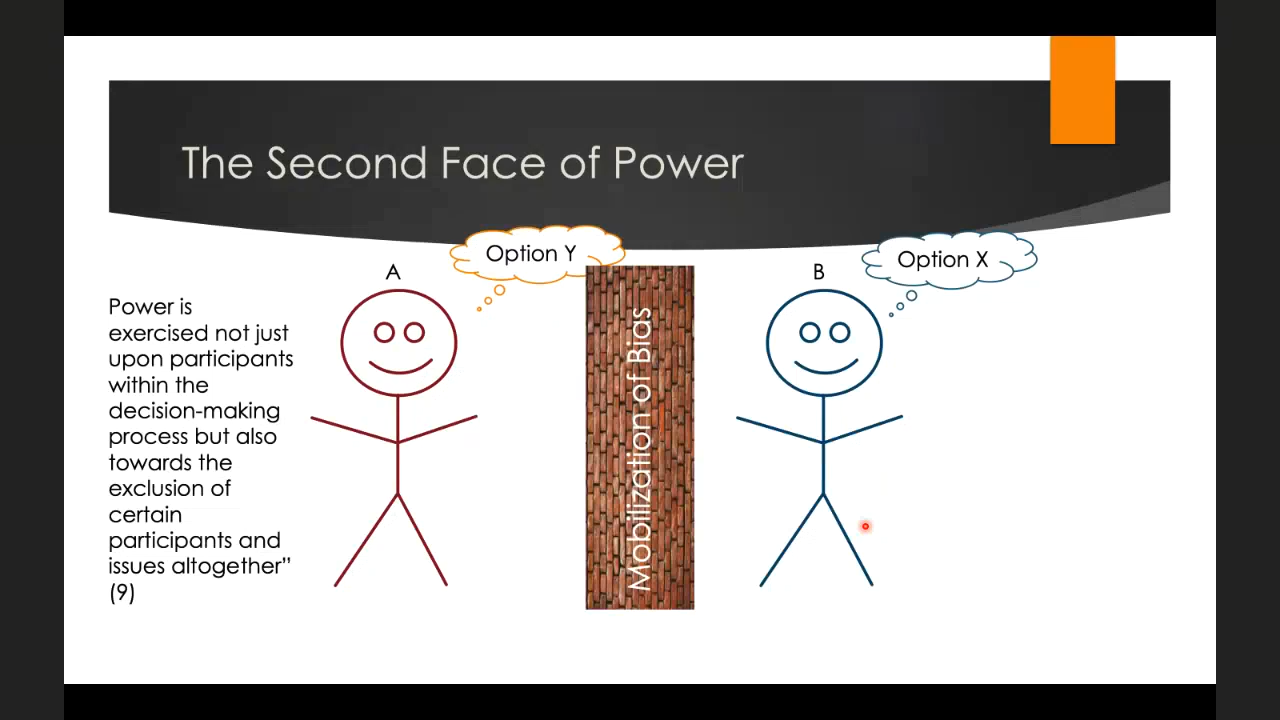 The Second Face of Power
Option Y
Option X
A
B
Power is
exercised not just
upon participants
within the
decision-making
process but also
towards the
exclusion of
certain
participants and
issues altogether”
(9)
Mobilization of Bias